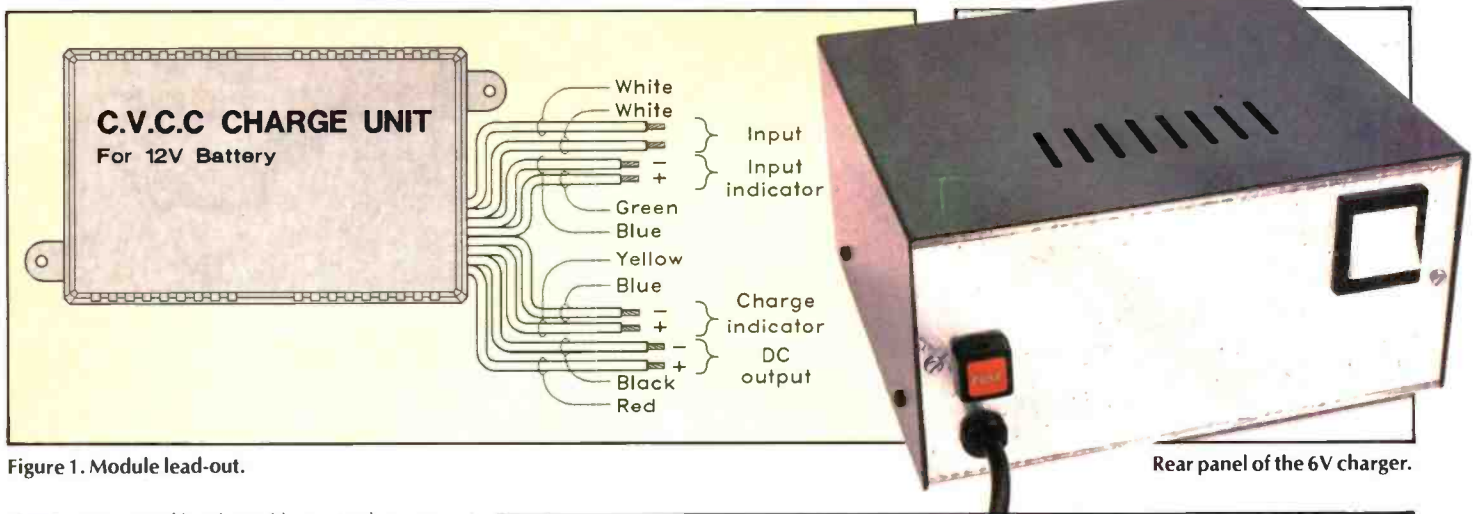 C.V.C.C CHARGE UNIT
For 12V Battery
White
White
Input
- 
+ 
Input
indicator
Green
Blue
Yellow
Blue
-
+
Charge
indicator
-
+
DC
output
Black
Red
FUSE
Figure 1. Module lead-out.
Rear panel of the 6V charger.